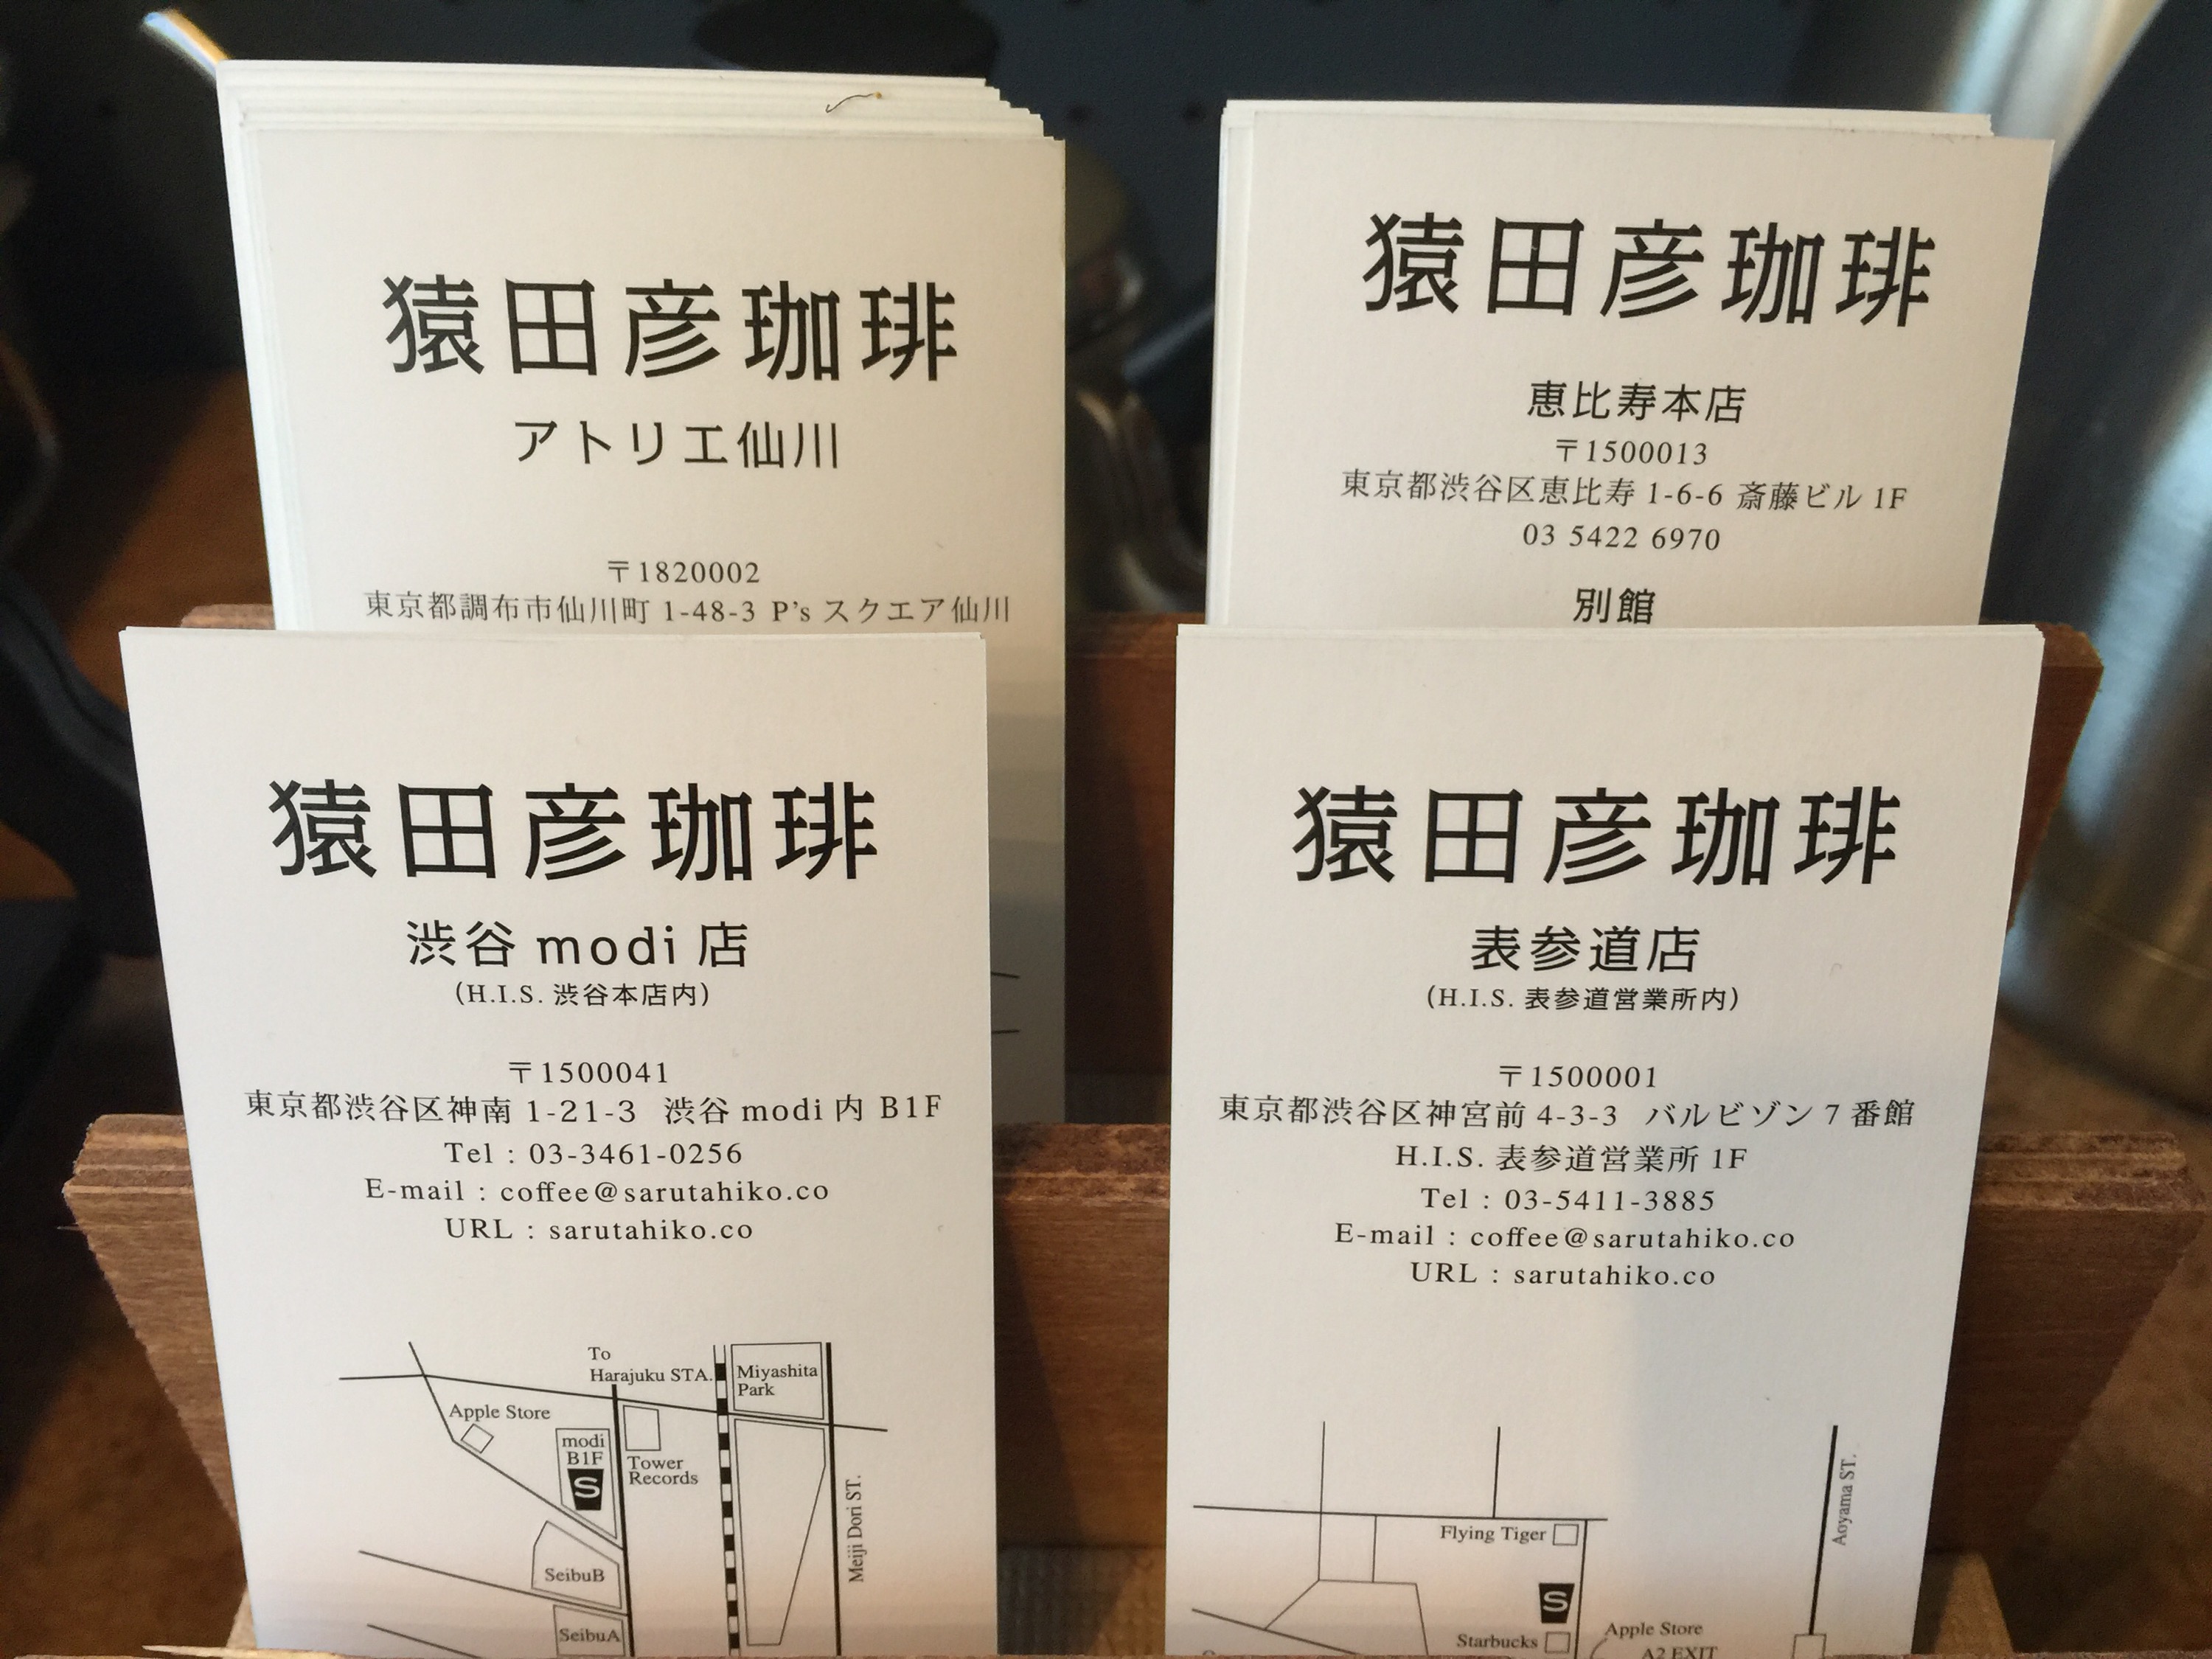 猿田彦珈琲
アトリエ仙川
〒1820002
東京都調布市仙川町 1-48-3 P's スクエア仙川
猿田彦珈琲
恵比寿本店
〒1500013
東京都渋谷区恵比寿 1-6-6 斎藤ビル 1F
03 5422 6970
別館
猿田彦珈琲
渋谷 modi 店
(H.I.S. 渋谷本店内)
〒1500041
東京都渋谷区神南 1-21-3 渋谷 modi 内 B1F
Tel : 03-3461-0256
E-mail : coffee@sarutahiko.co
URL : sarutahiko.co
To
Harajuku STA.
Miyashita
Park
Apple Store
modi
B1F
S
Tower
Records
Meiji Dori ST.
SeibuB
SeibuA
猿田彦珈琲
表参道店
(H.I.S. 表参道営業所内)
〒1500001
東京都渋谷区神宮前 4-3-3 バルビゾン 7 番館
H.I.S. 表参道営業所 1F
Tel : 03-5411-3885
E-mail : coffee@sarutahiko.co
URL : sarutahiko.co
Aoyama ST.
Flying Tiger
S
Starbucks
Apple Store
A2 EXIT